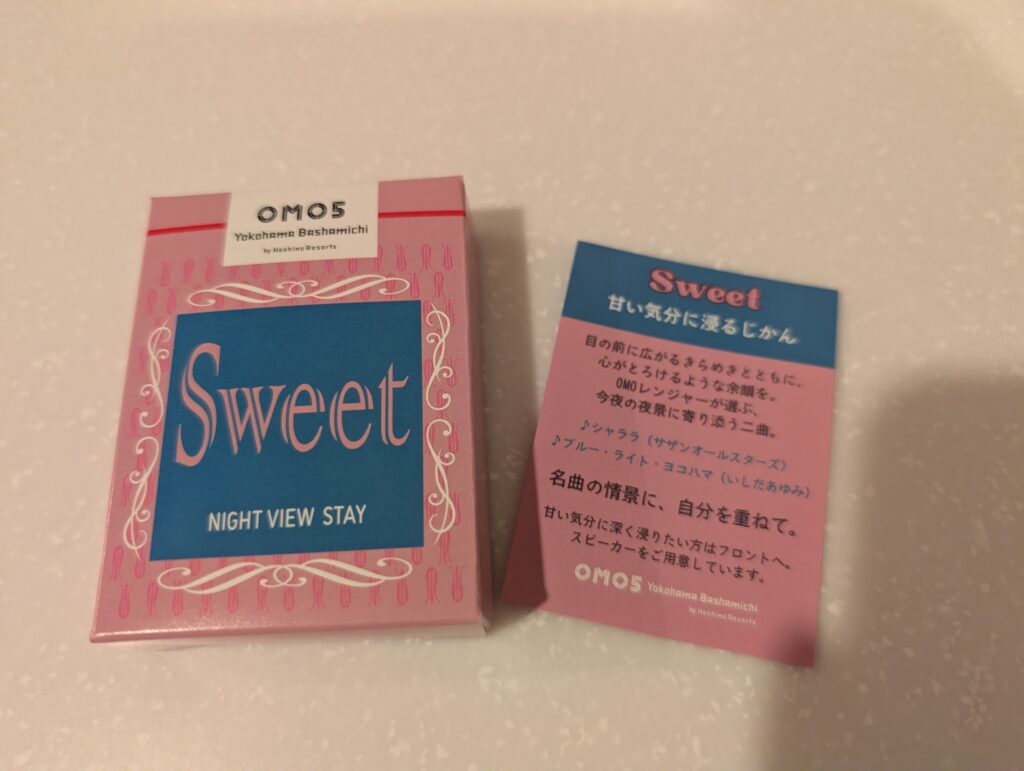 OMO5
Yokohama Bashamichi
by Hoshino Resorts
Sweet
NIGHT VIEW STAY
Sweet
甘い気分に浸るじかん
目の前に広がるきらめきとともに、
心がとろけるような余韻を。
OMOレンジャーが選ぶ、
今夜の夜景に寄り添う二曲。
♪シャララ（サザンオールスターズ）
♪ブルー・ライト・ヨコハマ（いしだあゆみ）
名曲の情景に、自分を重ねて。
甘い気分に深く浸りたい方はフロントへ。
スピーカーをご用意しています。
OMO5 Yokohama Bashamichi
by Hoshino Resorts